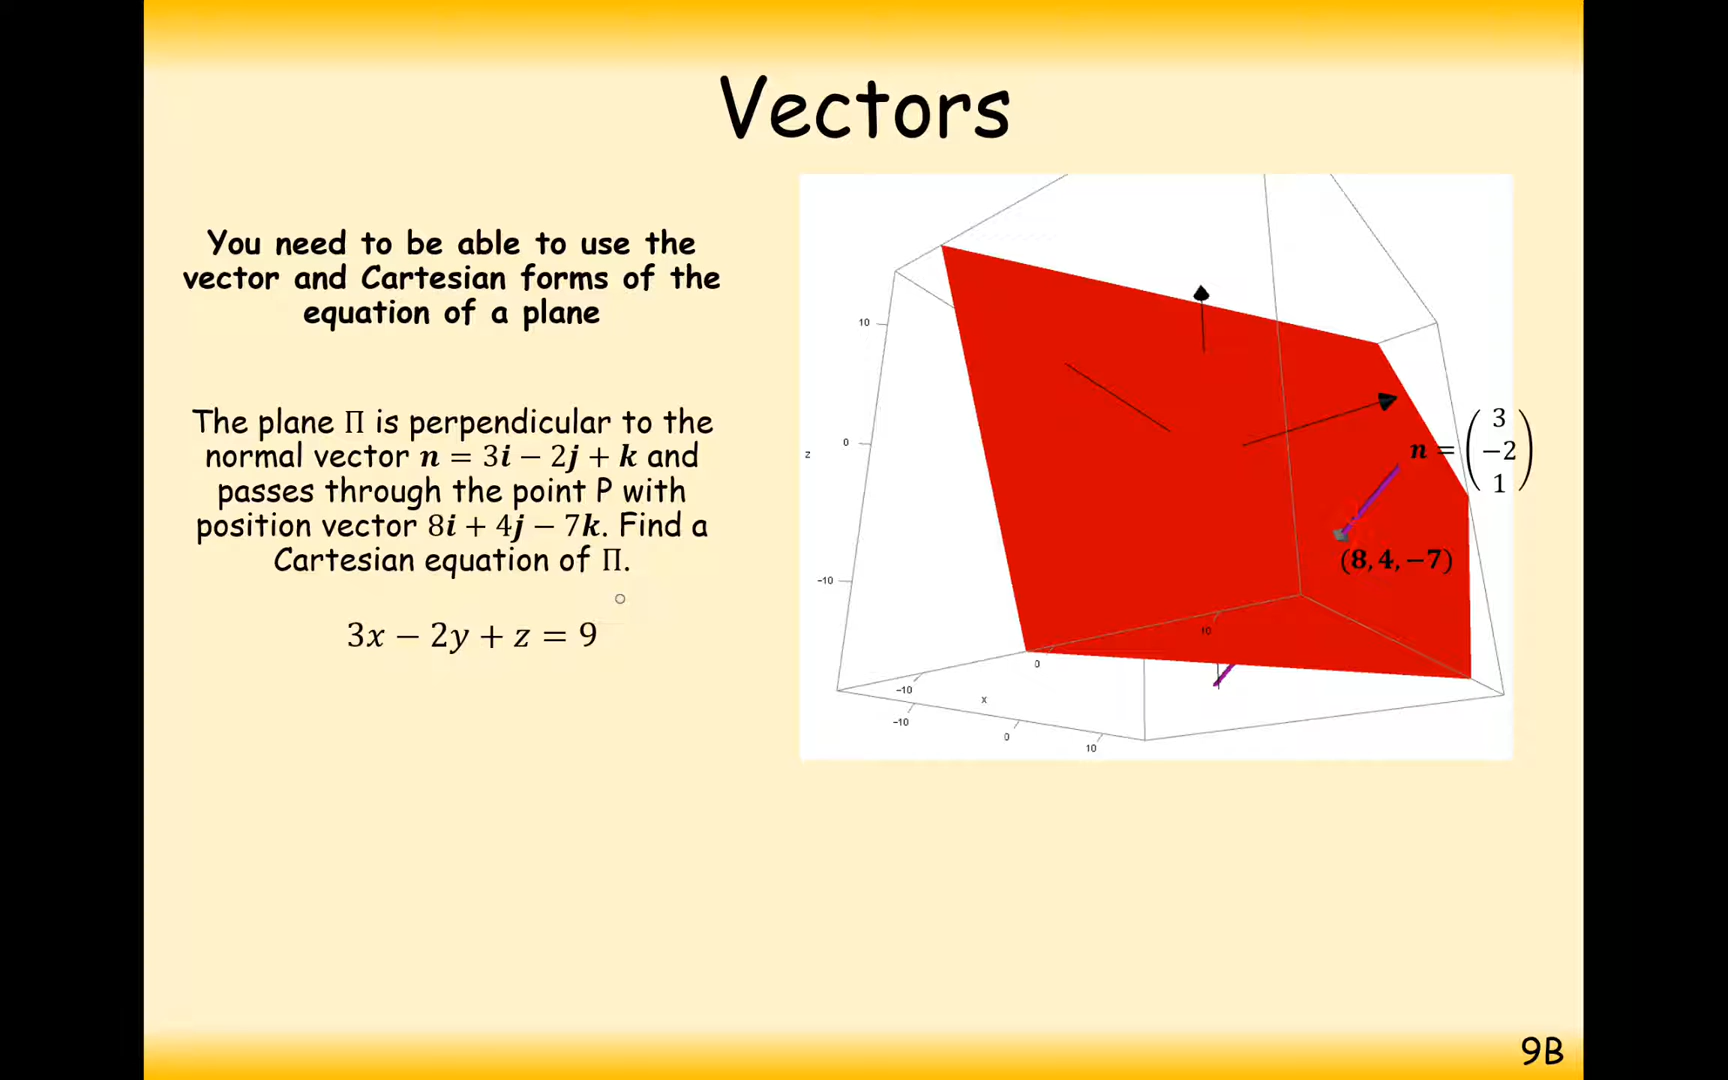 Vectors
You need to be able to use the
vector and Cartesian forms of the
equation of a plane
The plane Π is perpendicular to the
normal vector n = 3i − 2j + k and
passes through the point P with
position vector 8i + 4j − 7k. Find a
Cartesian equation of Π.
3x − 2y + z = 9
10
0
z
−10
n = (3
−2
1)
(8, 4, −7)
10
0
−10
x
−10
0
10
9B